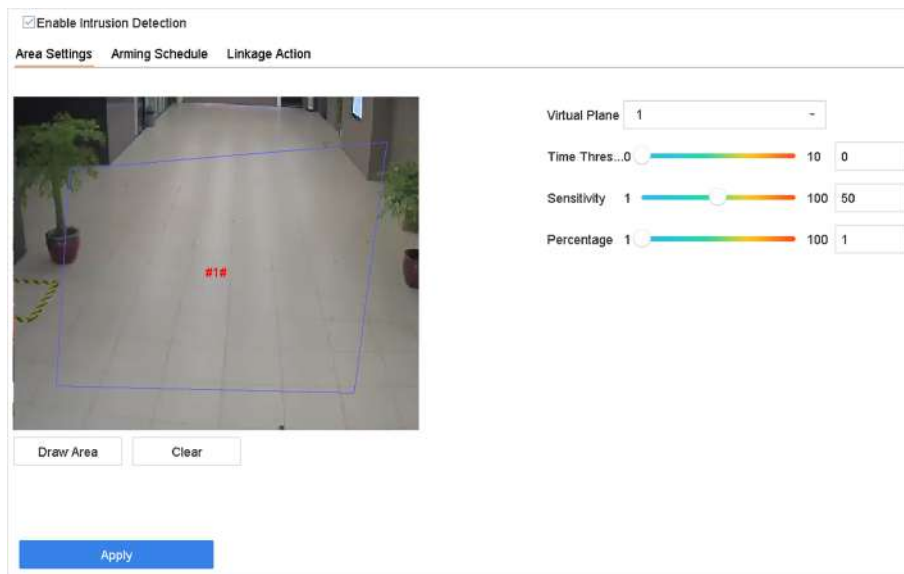 Enable Intrusion Detection
Area Settings Arming Schedule Linkage Action
Virtual Plane 1
Time Thres...0 10 0
Sensitivity 1 100 50
Percentage 1 100 1
#1#
Draw Area Clear
Apply